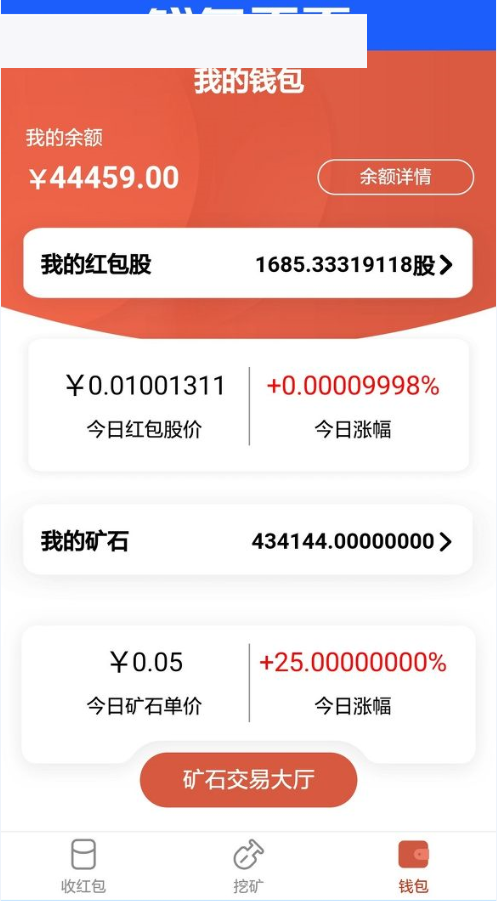 我的钱包
我的余额
￥44459.00
余额详情
我的红包股
1685.33319118股
￥0.01001311
+0.00009998%
今日红包股价
今日涨幅
我的矿石
434144.00000000
￥0.05
+25.00000000%
今日矿石单价
今日涨幅
矿石交易大厅
收红包
挖矿
钱包